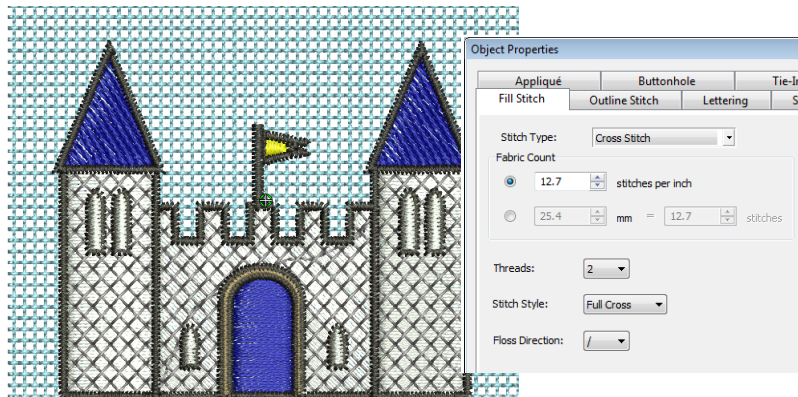 Object Properties
Appliqué Buttonhole
Fill Stitch Outline Stitch Lettering
Stitch Type: Cross Stitch
Fabric Count
12.7 stitches per inch
25.4 mm = 12.7 stitches
Threads: 2
Stitch Style: Full Cross
Floss Direction: /